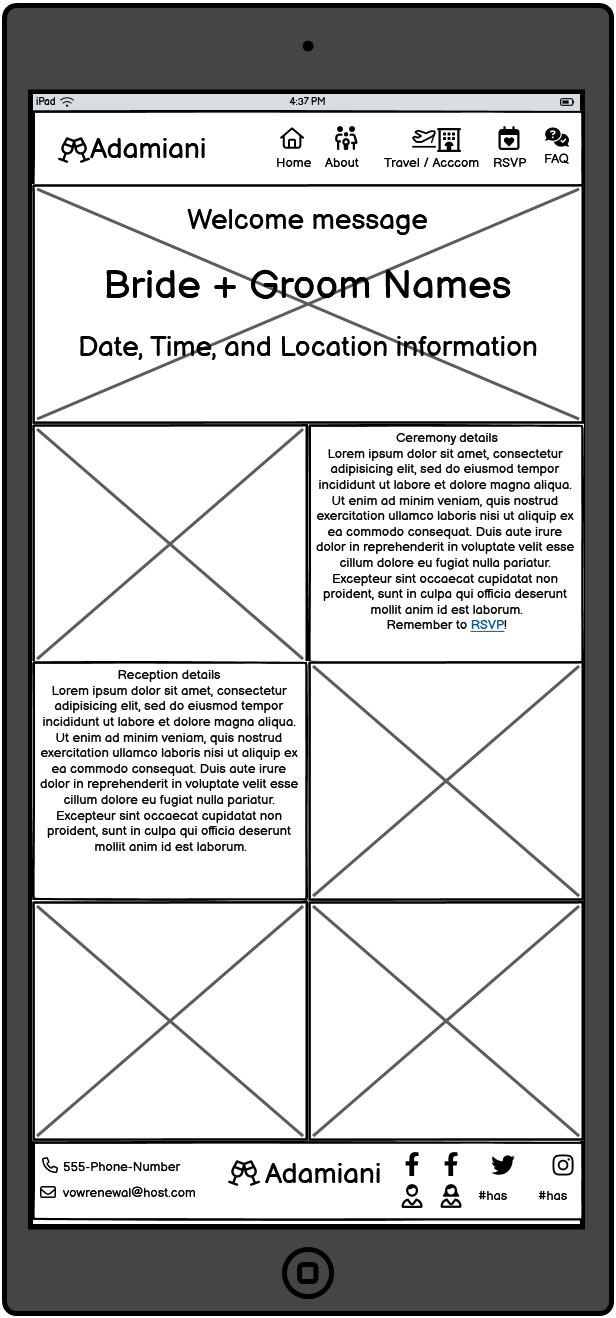 iPad 4:37 PM
Adamiani
Home About Travel / Acccom RSVP FAQ
Welcome message
Bride + Groom Names
Date, Time, and Location information
Ceremony details
Lorem ipsum dolor sit amet, consectetur
adipisicing elit, sed do eiusmod tempor
incididunt ut labore et dolore magna aliqua.
Ut enim ad minim veniam, quis nostrud
exercitation ullamco laboris nisi ut aliquip ex
ea commodo consequat. Duis aute irure
dolor in reprehenderit in voluptate velit esse
cillum dolore eu fugiat nulla pariatur.
Excepteur sint occaecat cupidatat non
proident, sunt in culpa qui officia deserunt
mollit anim id est laborum.
Remember to RSVP!
Reception details
Lorem ipsum dolor sit amet, consectetur
adipisicing elit, sed do eiusmod tempor
incididunt ut labore et dolore magna aliqua.
Ut enim ad minim veniam, quis nostrud
exercitation ullamco laboris nisi ut aliquip ex
ea commodo consequat. Duis aute irure
dolor in reprehenderit in voluptate velit esse
cillum dolore eu fugiat nulla pariatur.
Excepteur sint occaecat cupidatat non
proident, sunt in culpa qui officia deserunt
mollit anim id est laborum.
555-Phone-Number
vowrenewal@host.com
Adamiani
#has #has